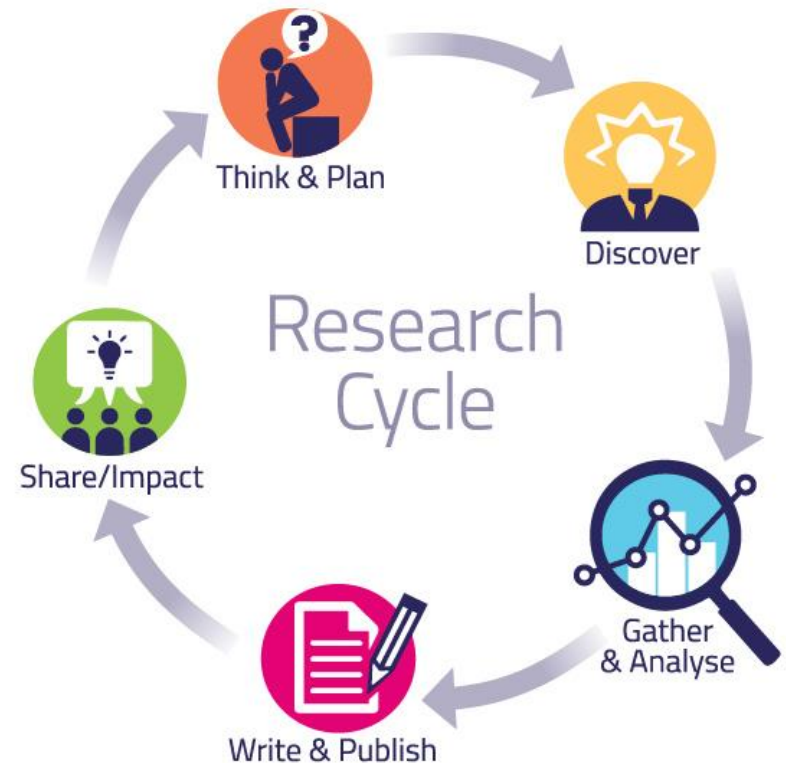 ?
Think & Plan
Discover
Research
Cycle
Share/Impact
Gather
& Analyse
Write & Publish